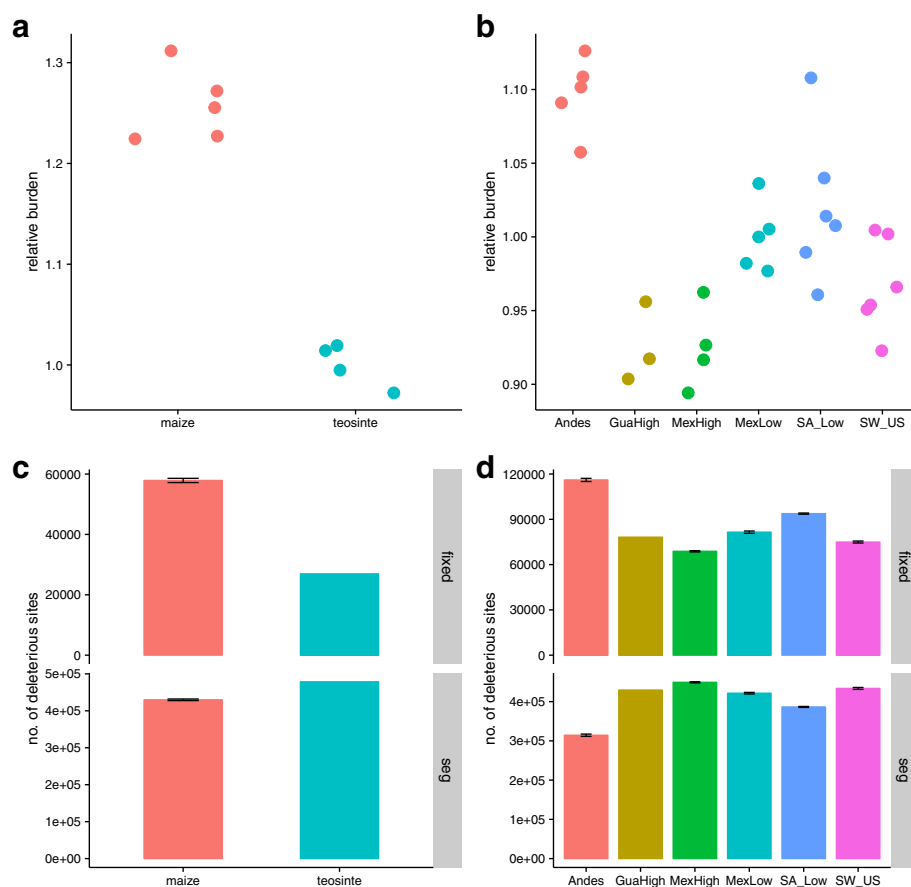 a
relative burden
1.3
1.2
1.1
1.0
maize
teosinte
b
relative burden
1.10
1.05
1.00
0.95
0.90
Andes
GuaHigh
MexHigh
MexLow
SA_Low
SW_US
c
no. of deleterious sites
60000
40000
20000
0
fixed
5e+05
4e+05
3e+05
2e+05
1e+05
0e+00
seg
maize
teosinte
d
no. of deleterious sites
120000
90000
60000
30000
0
fixed
4e+05
3e+05
2e+05
1e+05
0e+00
seg
Andes
GuaHigh
MexHigh
MexLow
SA_Low
SW_US